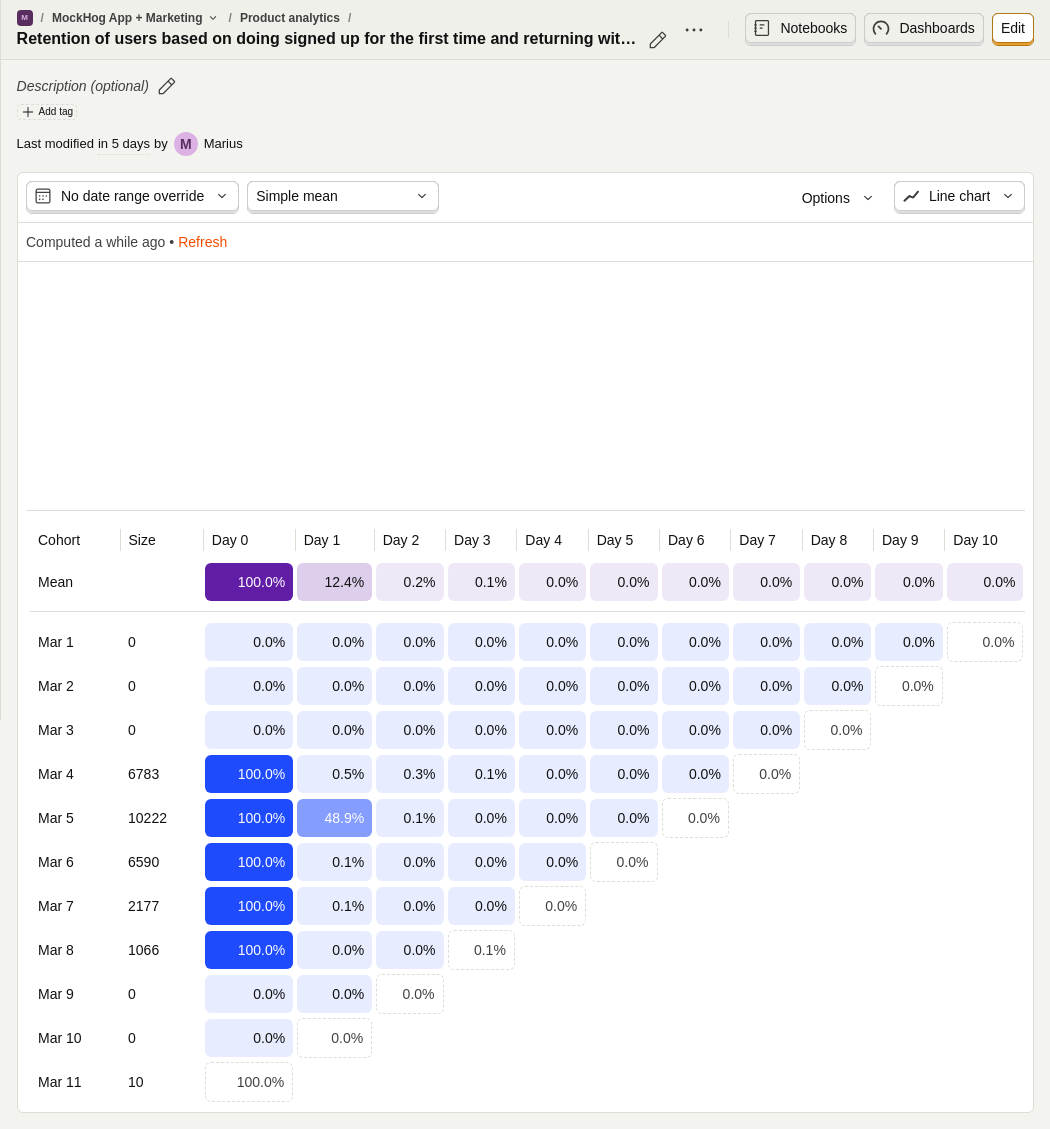 M / MockHog App + Marketing / Product analytics /
Retention of users based on doing signed up for the first time and returning wit…
Notebooks
Dashboards
Edit
Description (optional)
Add tag
Last modified in 5 days by M Marius
No date range override
Simple mean
Options
Line chart
Computed a while ago • Refresh
Cohort Size Day 0 Day 1 Day 2 Day 3 Day 4 Day 5 Day 6 Day 7 Day 8 Day 9 Day 10
Mean 100.0% 12.4% 0.2% 0.1% 0.0% 0.0% 0.0% 0.0% 0.0% 0.0% 0.0%
Mar 1 0 0.0% 0.0% 0.0% 0.0% 0.0% 0.0% 0.0% 0.0% 0.0% 0.0% 0.0%
Mar 2 0 0.0% 0.0% 0.0% 0.0% 0.0% 0.0% 0.0% 0.0% 0.0% 0.0%
Mar 3 0 0.0% 0.0% 0.0% 0.0% 0.0% 0.0% 0.0% 0.0% 0.0%
Mar 4 6783 100.0% 0.5% 0.3% 0.1% 0.0% 0.0% 0.0% 0.0%
Mar 5 10222 100.0% 48.9% 0.1% 0.0% 0.0% 0.0% 0.0%
Mar 6 6590 100.0% 0.1% 0.0% 0.0% 0.0% 0.0%
Mar 7 2177 100.0% 0.1% 0.0% 0.0% 0.0%
Mar 8 1066 100.0% 0.0% 0.0% 0.1%
Mar 9 0 0.0% 0.0% 0.0%
Mar 10 0 0.0% 0.0%
Mar 11 10 100.0%